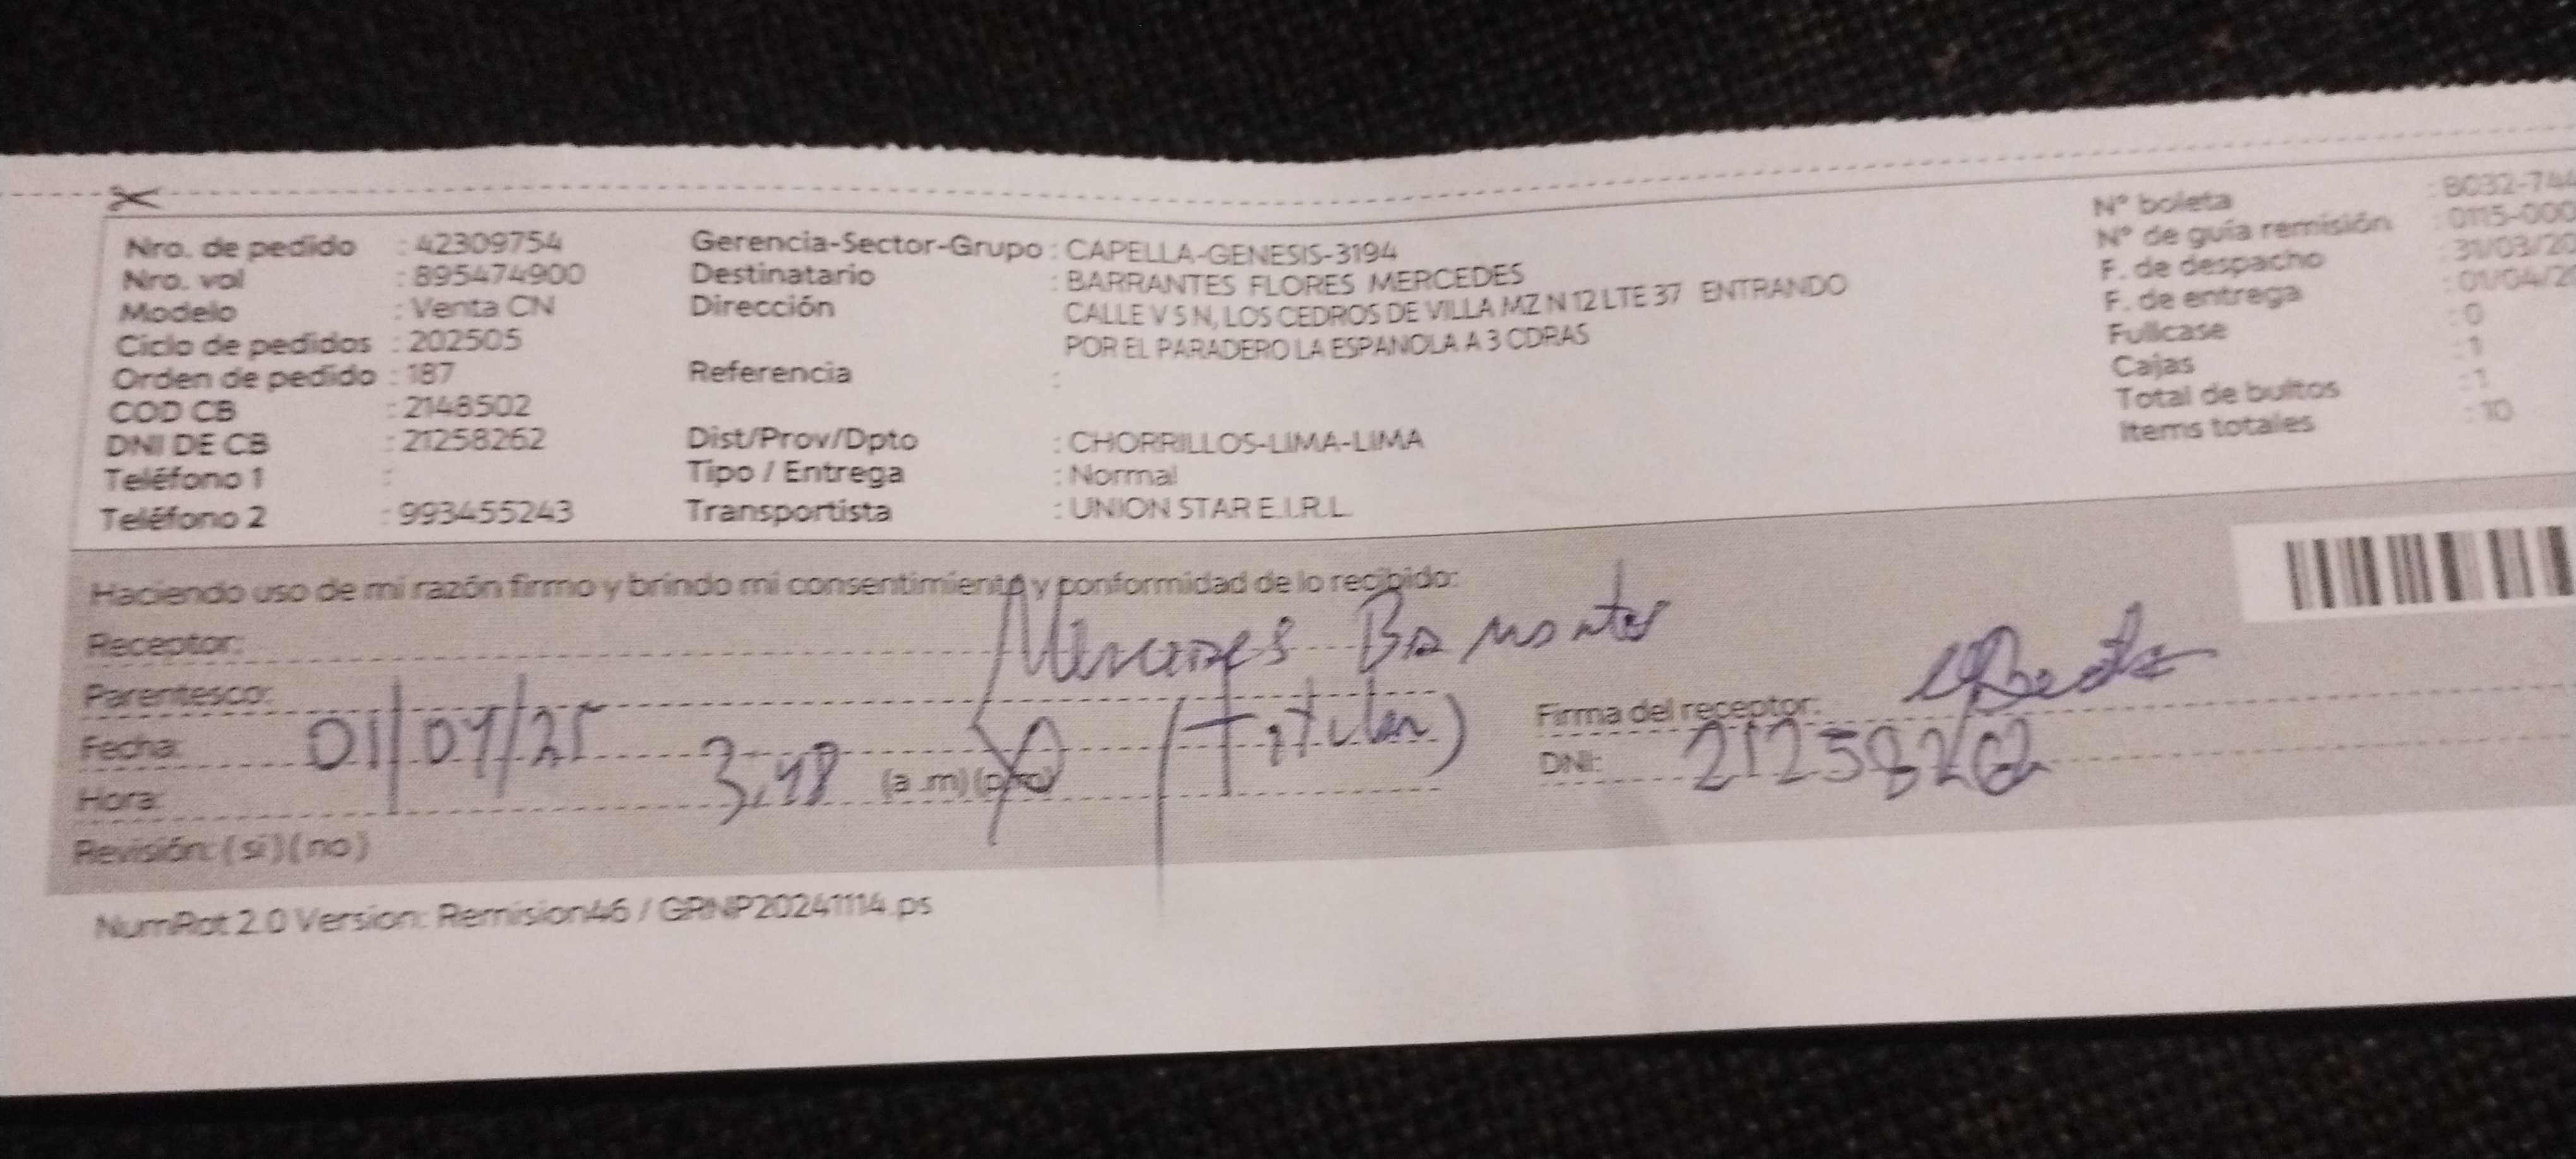 Nro. de pedido : 42309754
Nro. vol : 895474900
Modelo : Venta CN
Ciclo de pedidos : 202505
Orden de pedido : 187
COD CB : 2148502
DNI DE CB : 21258262
Teléfono 1 :
Teléfono 2 : 993455243
Gerencia-Sector-Grupo : CAPELLA-GENESIS-3194
Destinatario : BARRANTES FLORES MERCEDES
Dirección CALLE V S N, LOS CEDROS DE VILLA MZ N 12 LTE 37 ENTRANDO
POR EL PARADERO LA ESPANOLA A 3 CDRAS
Referencia :
Dist/Prov/Dpto : CHORRILLOS-LIMA-LIMA
Tipo / Entrega : Normal
Transportista : UNION STAR E.I.R.L.
N° boleta : B032-744
N° de guía remisión : 0115-000
F. de despacho : 31/03/20
F. de entrega : 01/04/2
Fullcase : 0
Cajas : 1
Total de bultos : 1
Items totales : 10
Haciendo uso de mi razón firmo y brindo mi consentimiento y conformidad de lo recibido:
Receptor: Mercedes Barrantes
Parentesco: (Titular)
Fecha: 01/04/25
Hora: 3:48 (a .m) (p.m)
Revisión: ( si ) ( no )
Firma del receptor:
DNI: 21258262
NumRot 2.0 Version: Remision46 / GRNP20241114.ps